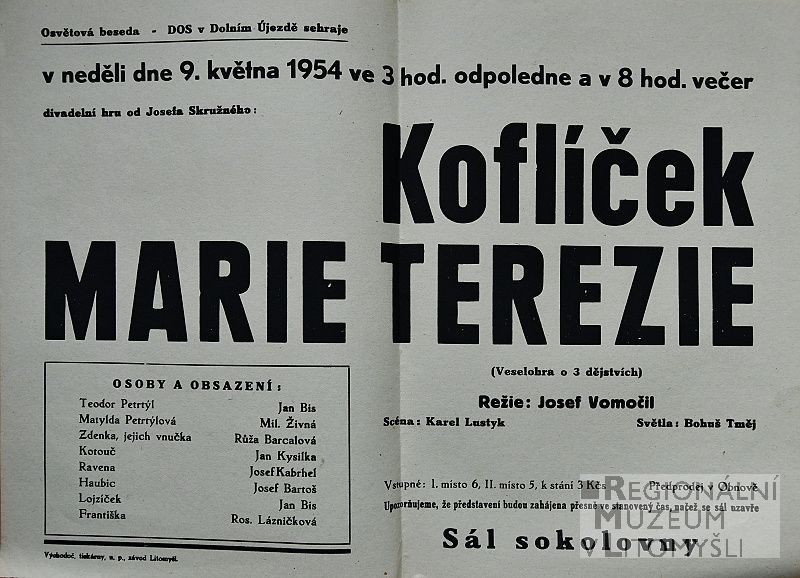 Osvětová beseda - DOS v Dolním Újezdě sehraje
v neděli dne 9. května 1954 ve 3 hod. odpoledne a v 8 hod. večer
divadelní hru od Josefa Skružného:
Koflíček
MARIE TEREZIE
(Veselohra o 3 dějstvích)
Režie: Josef Vomočil
Scéna: Karel Lustyk Světla: Bohuš Tměj
OSOBY A OBSAZENÍ:
Teodor Petrtýl Jan Bis
Matylda Petrtýlová Mil. Živná
Zdenka, jejich vnučka Růža Barcalová
Kotouč Jan Kysilka
Ravena Josef Kabrhel
Haubic Josef Bartoš
Lojzíček Jan Bis
Františka Ros. Lázničková
Vstupné: I. místo 6, II. místo 5, k stání 3 Kčs Předprodej v Obnově
Upozorňujeme, že představení budou zahájena přesně ve stanovený čas, načež se sál uzavře
Sál sokolovny
Východoč. tiskárny, n. p., závod Litomyšl.
REGIONÁLNÍ
MUZEUM
V LITOMYŠLI